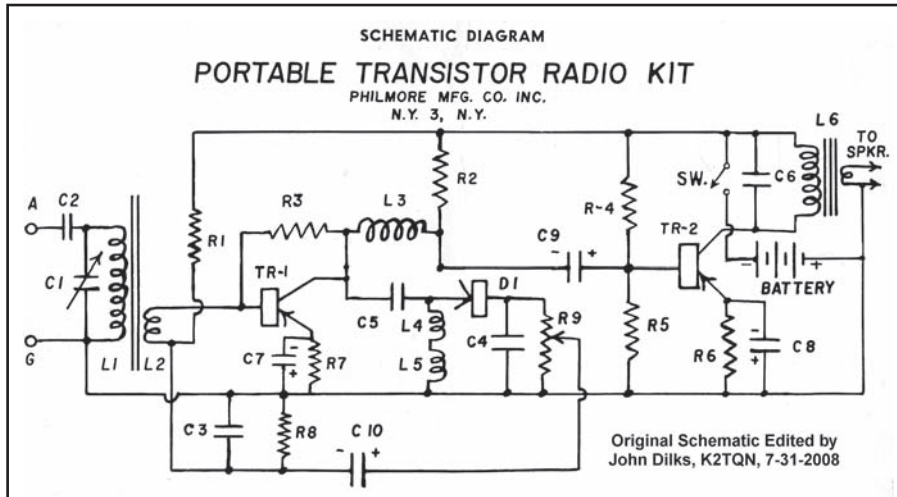 SCHEMATIC DIAGRAM
PORTABLE TRANSISTOR RADIO KIT
PHILMORE MFG. CO. INC.
N.Y. 3, N.Y.
L6
TO
SPKR.
A
C2
R2
SW.
C6
R3
L3
R-4
R1
C9
- +
TR-2
C1
TR-1
D1
- +
BATTERY
C5
L4
R9
G
L1
L2
C7
-
+
R7
L5
C4
R5
R6
-
+
C8
C3
R8
C10
- +
Original Schematic Edited by
John Dilks, K2TQN, 7-31-2008